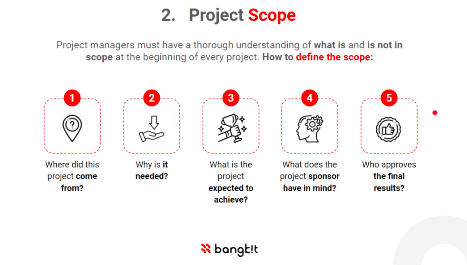 2. Project Scope
Project managers must have a thorough understanding of what is and is not in
scope at the beginning of every project. How to define the scope:
1
2
3
4
5
?
Where did this
project come
from?
Why is it
needed?
What is the
project
expected to
achieve?
What does the
project sponsor
have in mind?
Who approves
the final
results?
bangk!t